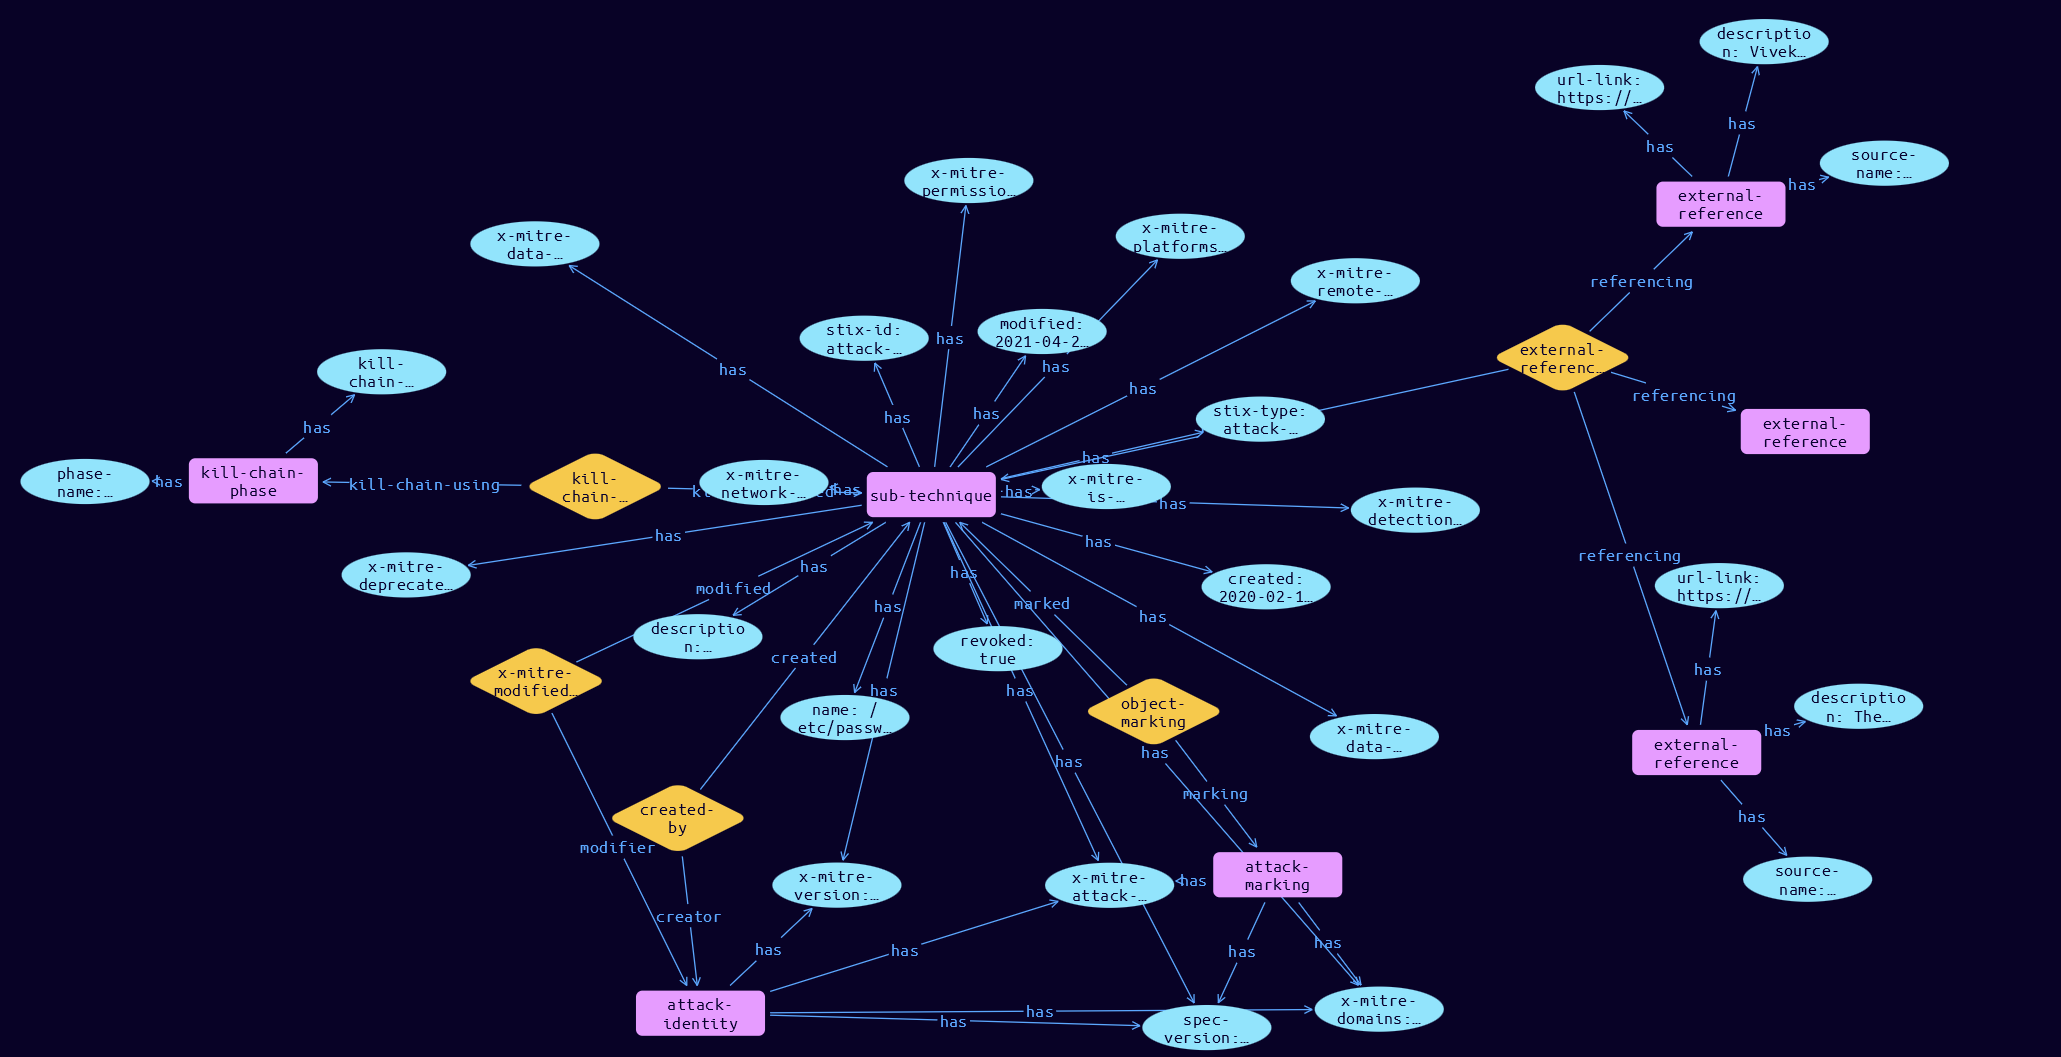 descriptio
n: Vivek…
url-link:
https://…
has
has
source-
name:…
has
external-
reference
x-mitre-
permissio…
x-mitre-
data-…
x-mitre-
platforms…
x-mitre-
remote-…
referencing
stix-id:
attack-…
modified:
2021-04-2…
has
has
has
has
external-
referenc…
kill-
chain-…
has
referencing
has
has
stix-type:
attack-…
external-
reference
has
has
phase-
name:…
has
kill-chain-
phase
kill-chain-using
kill-
chain-…
x-mitre-
network-…
has
sub-technique
has
x-mitre-
is-…
has
x-mitre-
detection…
has
has
x-mitre-
deprecate…
has
has
created:
2020-02-1…
referencing
url-link:
https://…
modified
has
marked
has
descriptio
n:…
revoked:
true
created
has
x-mitre-
modified…
has
has
name: /
etc/passw…
object-
marking
x-mitre-
data-…
descriptio
n: The…
has
external-
reference
has
has
marking
created-
by
has
modifier
x-mitre-
version:…
x-mitre-
attack-…
has
attack-
marking
source-
name:…
creator
has
has
has
has
attack-
identity
has
has
spec-
version:…
x-mitre-
domains:…